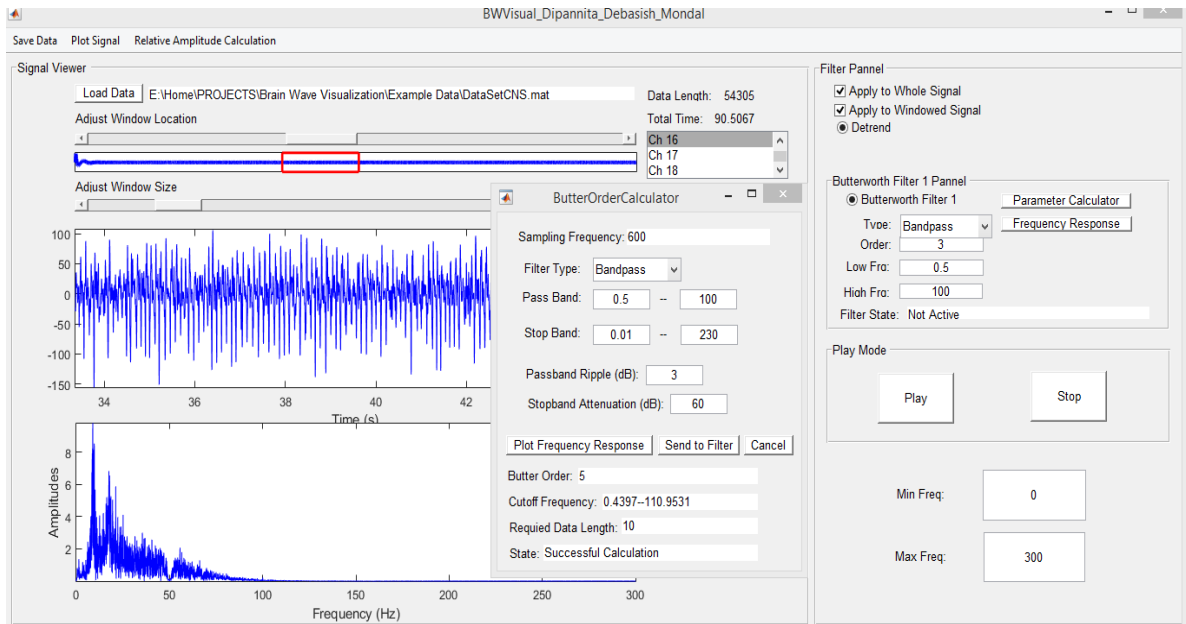 BWVisual_Dipannita_Debasish_Mondal
Save Data Plot Signal Relative Amplitude Calculation
Signal Viewer
Load Data E:\Home\PROJECTS\Brain Wave Visualization\Example Data\DataSetCNS.mat
Data Length: 54305
Adjust Window Location
Total Time: 90.5067
Ch 16
Ch 17
Ch 18
Adjust Window Size
100
50
0
-50
-100
-150
34 36 38 40 42
Time (s)
8
6
4
2
Amplitudes
0 50 100 150 200 250 300
Frequency (Hz)
ButterOrderCalculator
Sampling Frequency: 600
Filter Type: Bandpass
Pass Band: 0.5 -- 100
Stop Band: 0.01 -- 230
Passband Ripple (dB): 3
Stopband Attenuation (dB): 60
Plot Frequency Response Send to Filter Cancel
Butter Order: 5
Cutoff Frequency: 0.4397--110.9531
Requied Data Length: 10
State: Successful Calculation
Filter Pannel
Apply to Whole Signal
Apply to Windowed Signal
Detrend
Butterworth Filter 1 Pannel
Butterworth Filter 1 Parameter Calculator
Type: Bandpass Frequency Response
Order: 3
Low Frq: 0.5
High Frq: 100
Filter State: Not Active
Play Mode
Play Stop
Min Freq: 0
Max Freq: 300